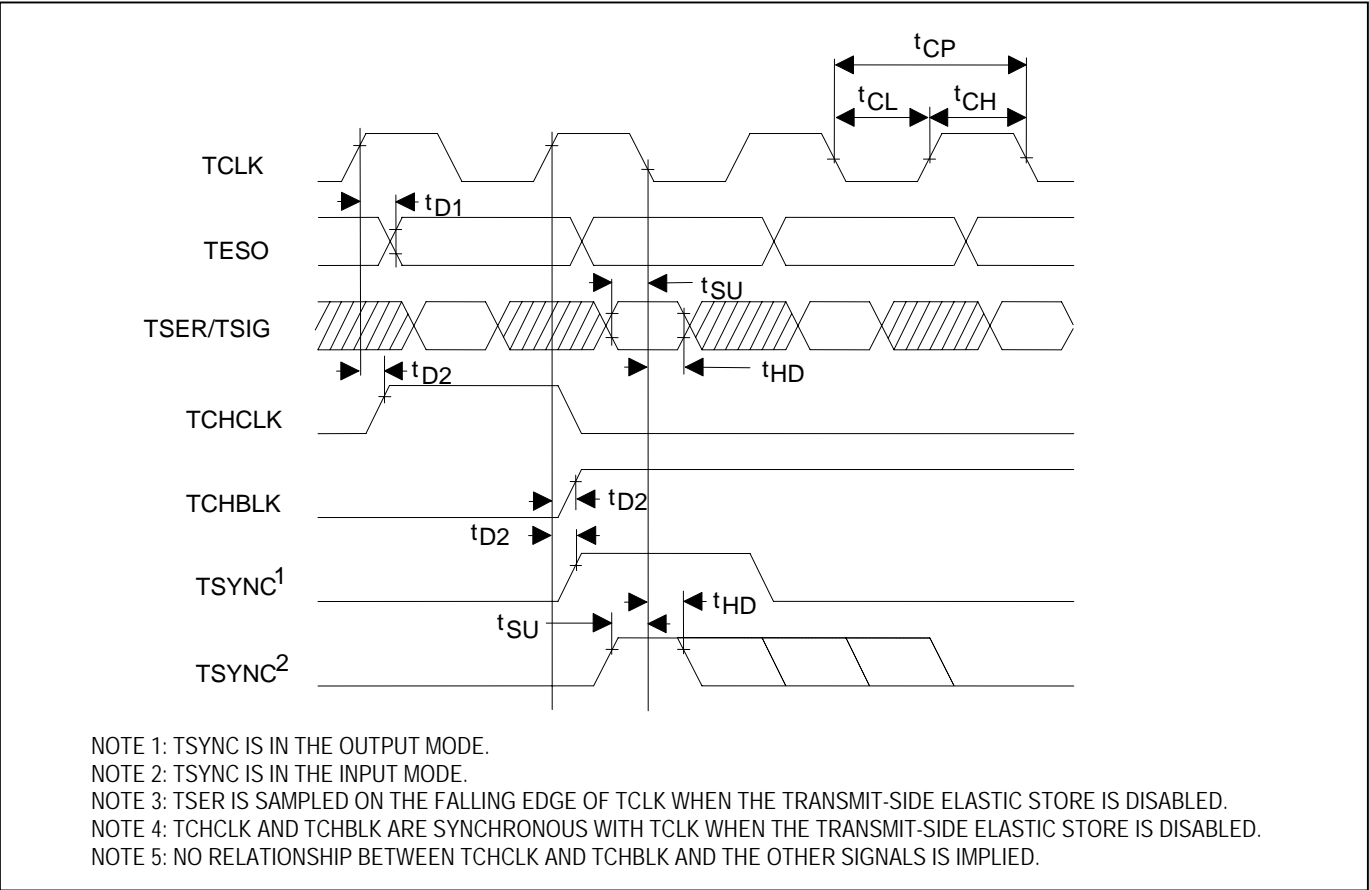 tCP
tCL tCH
TCLK
tD1
TESO
tSU
TSER/TSIG
tD2 tHD
TCHCLK
TCHBLK tD2
tD2
TSYNC1
tHD
tSU
TSYNC2
NOTE 1: TSYNC IS IN THE OUTPUT MODE.
NOTE 2: TSYNC IS IN THE INPUT MODE.
NOTE 3: TSER IS SAMPLED ON THE FALLING EDGE OF TCLK WHEN THE TRANSMIT-SIDE ELASTIC STORE IS DISABLED.
NOTE 4: TCHCLK AND TCHBLK ARE SYNCHRONOUS WITH TCLK WHEN THE TRANSMIT-SIDE ELASTIC STORE IS DISABLED.
NOTE 5: NO RELATIONSHIP BETWEEN TCHCLK AND TCHBLK AND THE OTHER SIGNALS IS IMPLIED.